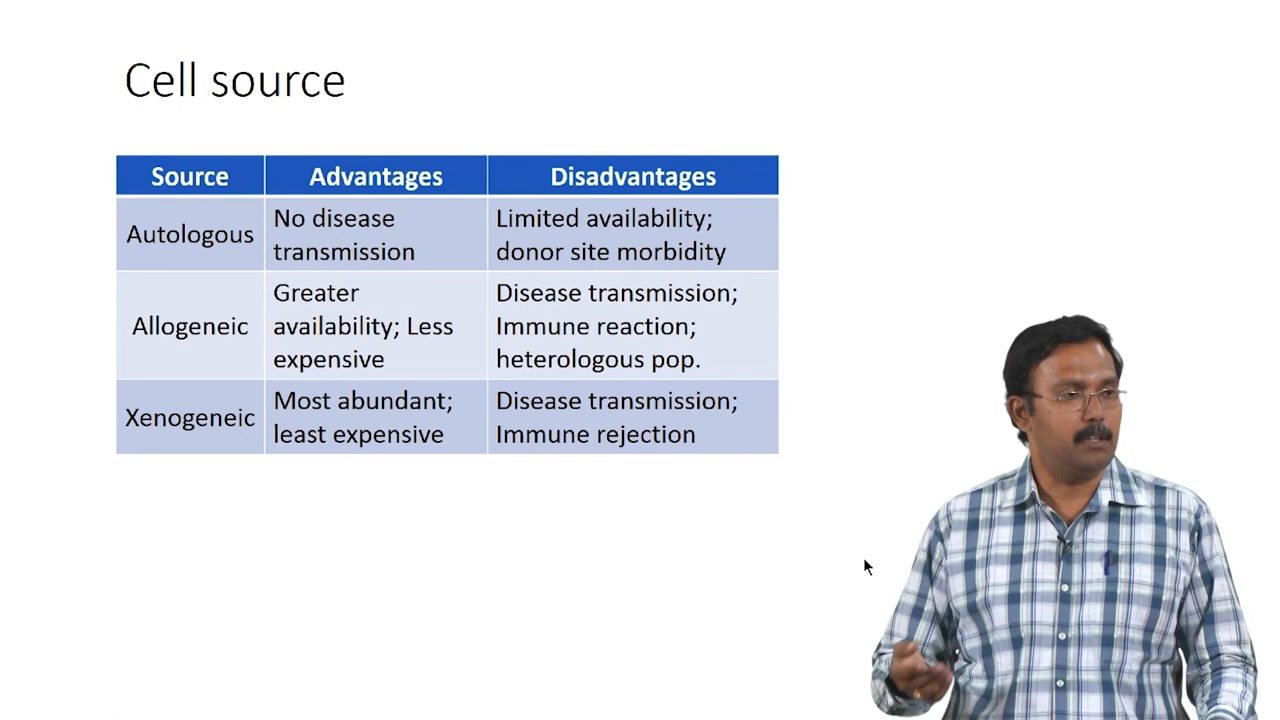 Cell source
Source Advantages Disadvantages
Autologous
No disease
transmission
Limited availability;
donor site morbidity
Allogeneic
Greater
availability; Less
expensive
Disease transmission;
Immune reaction;
heterologous pop.
Xenogeneic
Most abundant;
least expensive
Disease transmission;
Immune rejection